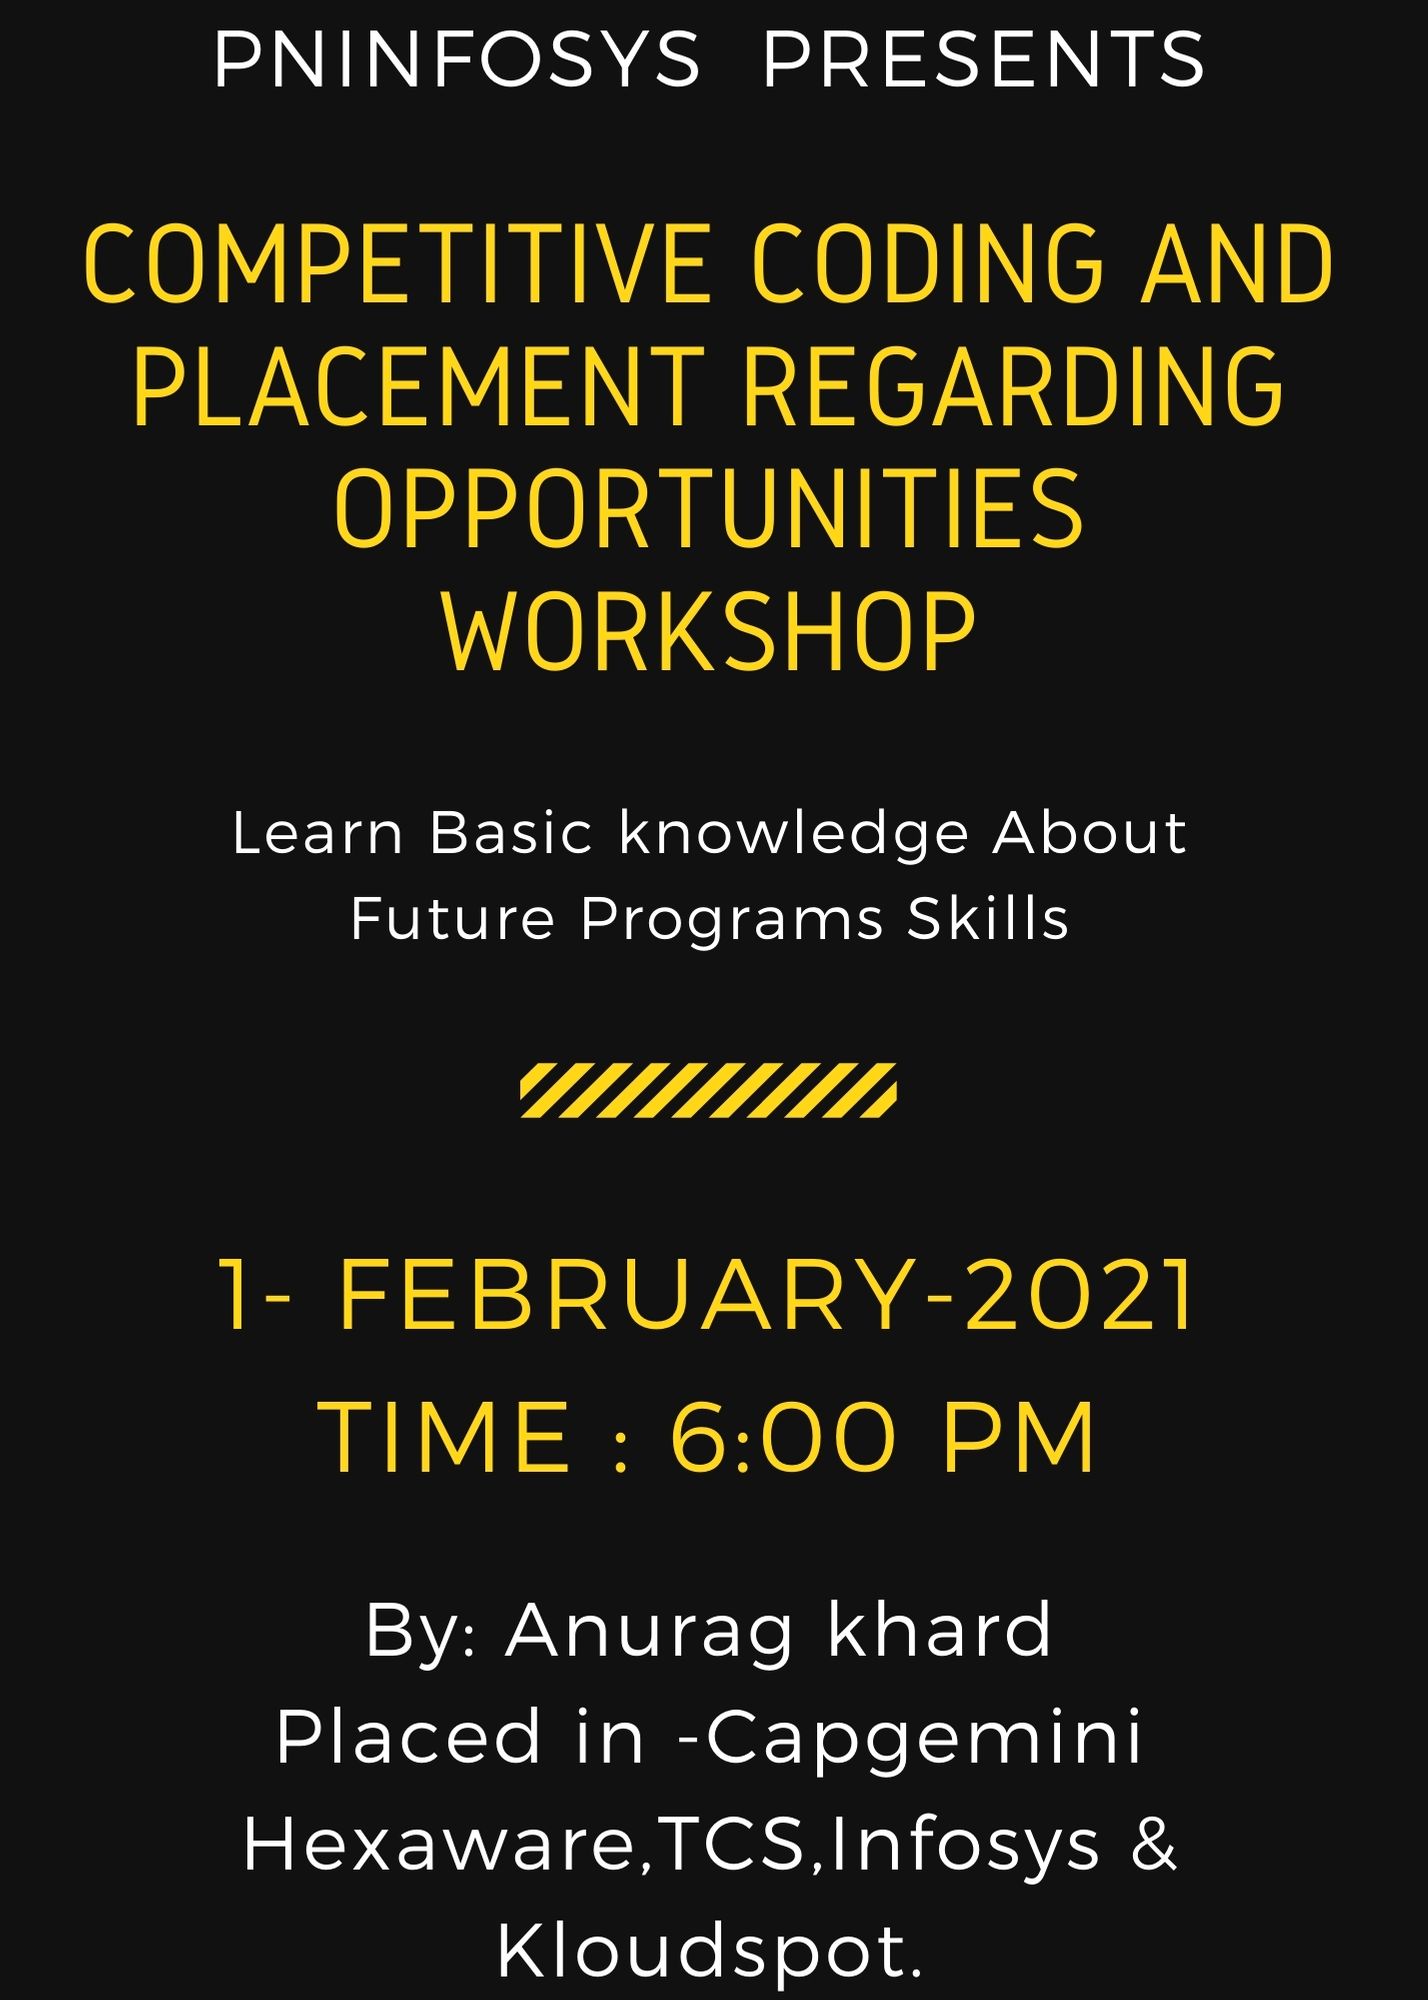 PNINFOSYS PRESENTS
COMPETITIVE CODING AND
PLACEMENT REGARDING
OPPORTUNITIES
WORKSHOP
Learn Basic knowledge About
Future Programs Skills
1- FEBRUARY-2021
TIME : 6:00 PM
By: Anurag khard
Placed in -Capgemini
Hexaware,TCS,Infosys &
Kloudspot.